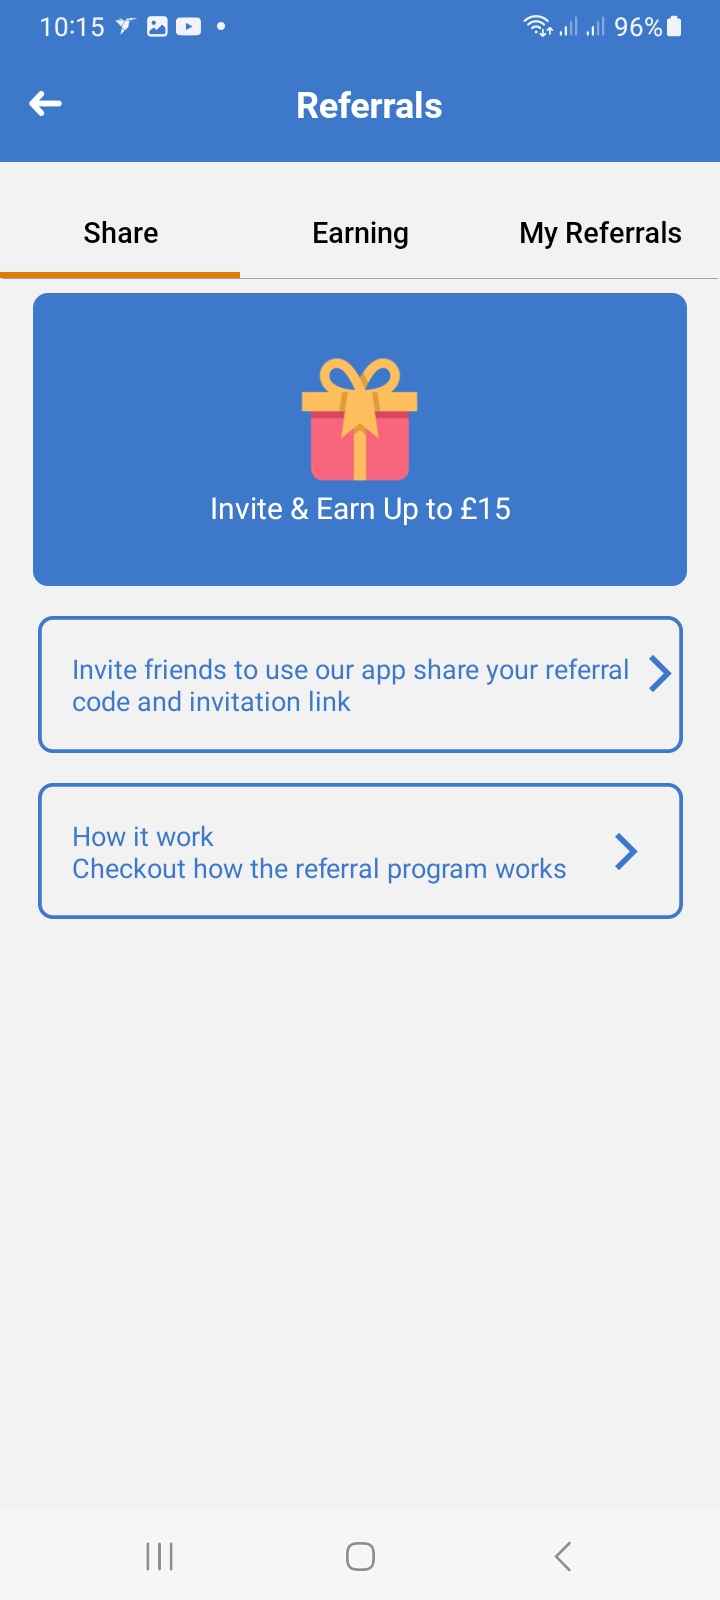 10:15
96%
Referrals
Share
Earning
My Referrals
Invite & Earn Up to £15
Invite friends to use our app share your referral
code and invitation link
How it work
Checkout how the referral program works